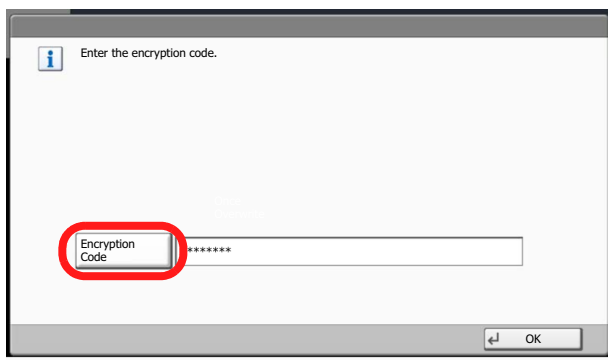 Enter the encryption code.
Encryption
Code
*******
OK